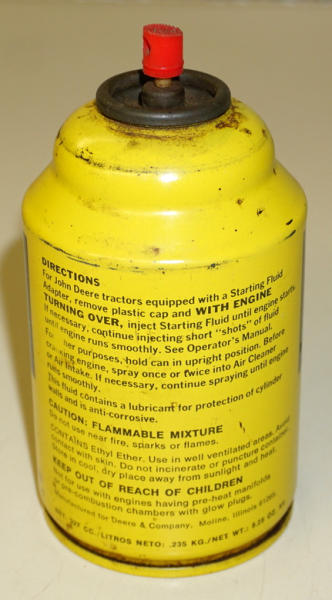 DIRECTIONS
For John Deere tractors equipped with a Starting Fluid
Adapter, remove plastic cap and WITH ENGINE
TURNING OVER, inject Starting Fluid until engine starts.
If necessary, continue injecting short "shots" of fluid
until engine runs smoothly. See Operator's Manual.
her purposes, hold can in upright position. Before
engine, spray once or twice into Air Cleaner
or Air Intake. If necessary, continue spraying until engine
runs smoothly.
This fluid contains a lubricant for protection of cylinder
walls and is anti-corrosive.
CAUTION: FLAMMABLE MIXTURE
Do not use near fire, sparks or flames.
CONTAINS Ethyl Ether. Use in well ventilated areas. Avoid
contact with skin. Do not incinerate or puncture container.
Store in cool, dry place away from sunlight and heat.
KEEP OUT OF REACH OF CHILDREN
Not for use with engines having pre-heat manifolds
or pre-combustion chambers with glow plugs.
Manufactured for Deere & Company, Moline, Illinois 61265
CC./LITROS NETO: .235 KG./NET WT.: